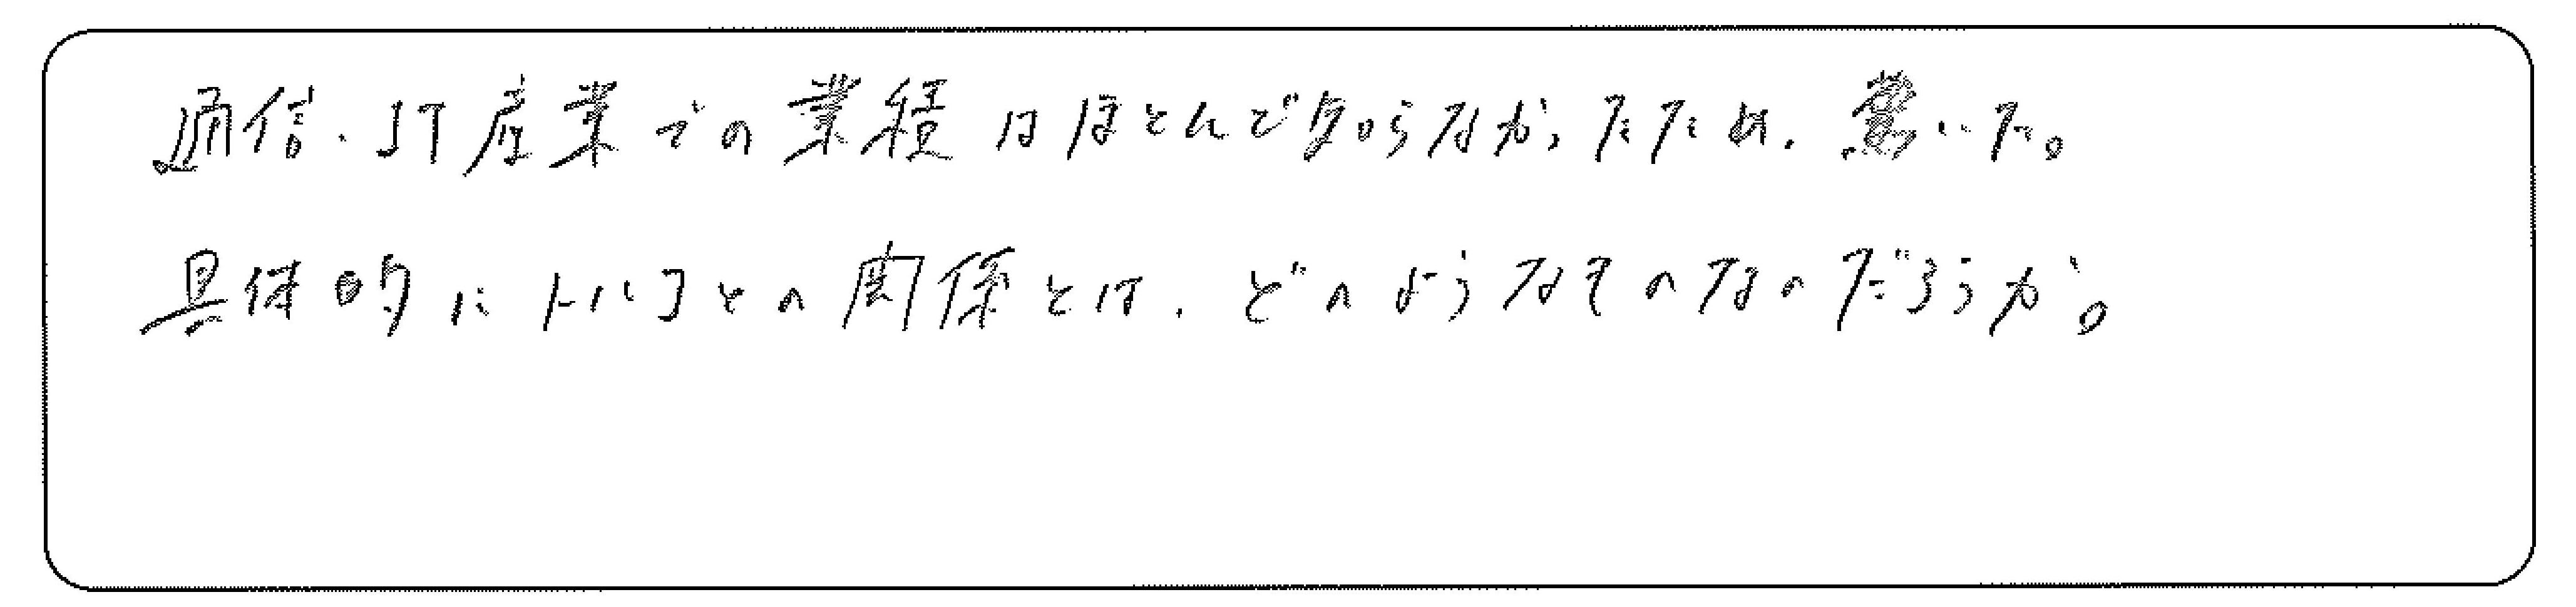 通信・IT産業での業績はほとんど知らなかったため、驚いた。
具体的にトルコとの関係とは、どのようなものなのだろうか。